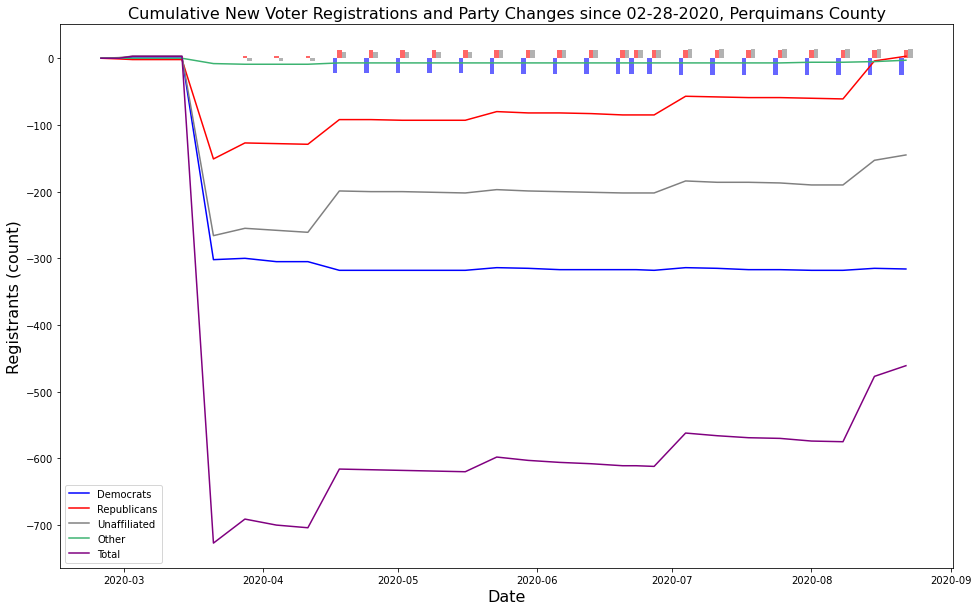 Cumulative New Voter Registrations and Party Changes since 02-28-2020, Perquimans County
Registrants (count)
0
−100
−200
−300
−400
−500
−600
−700
Democrats
Republicans
Unaffiliated
Other
Total
2020-03
2020-04
2020-05
2020-06
2020-07
2020-08
2020-09
Date